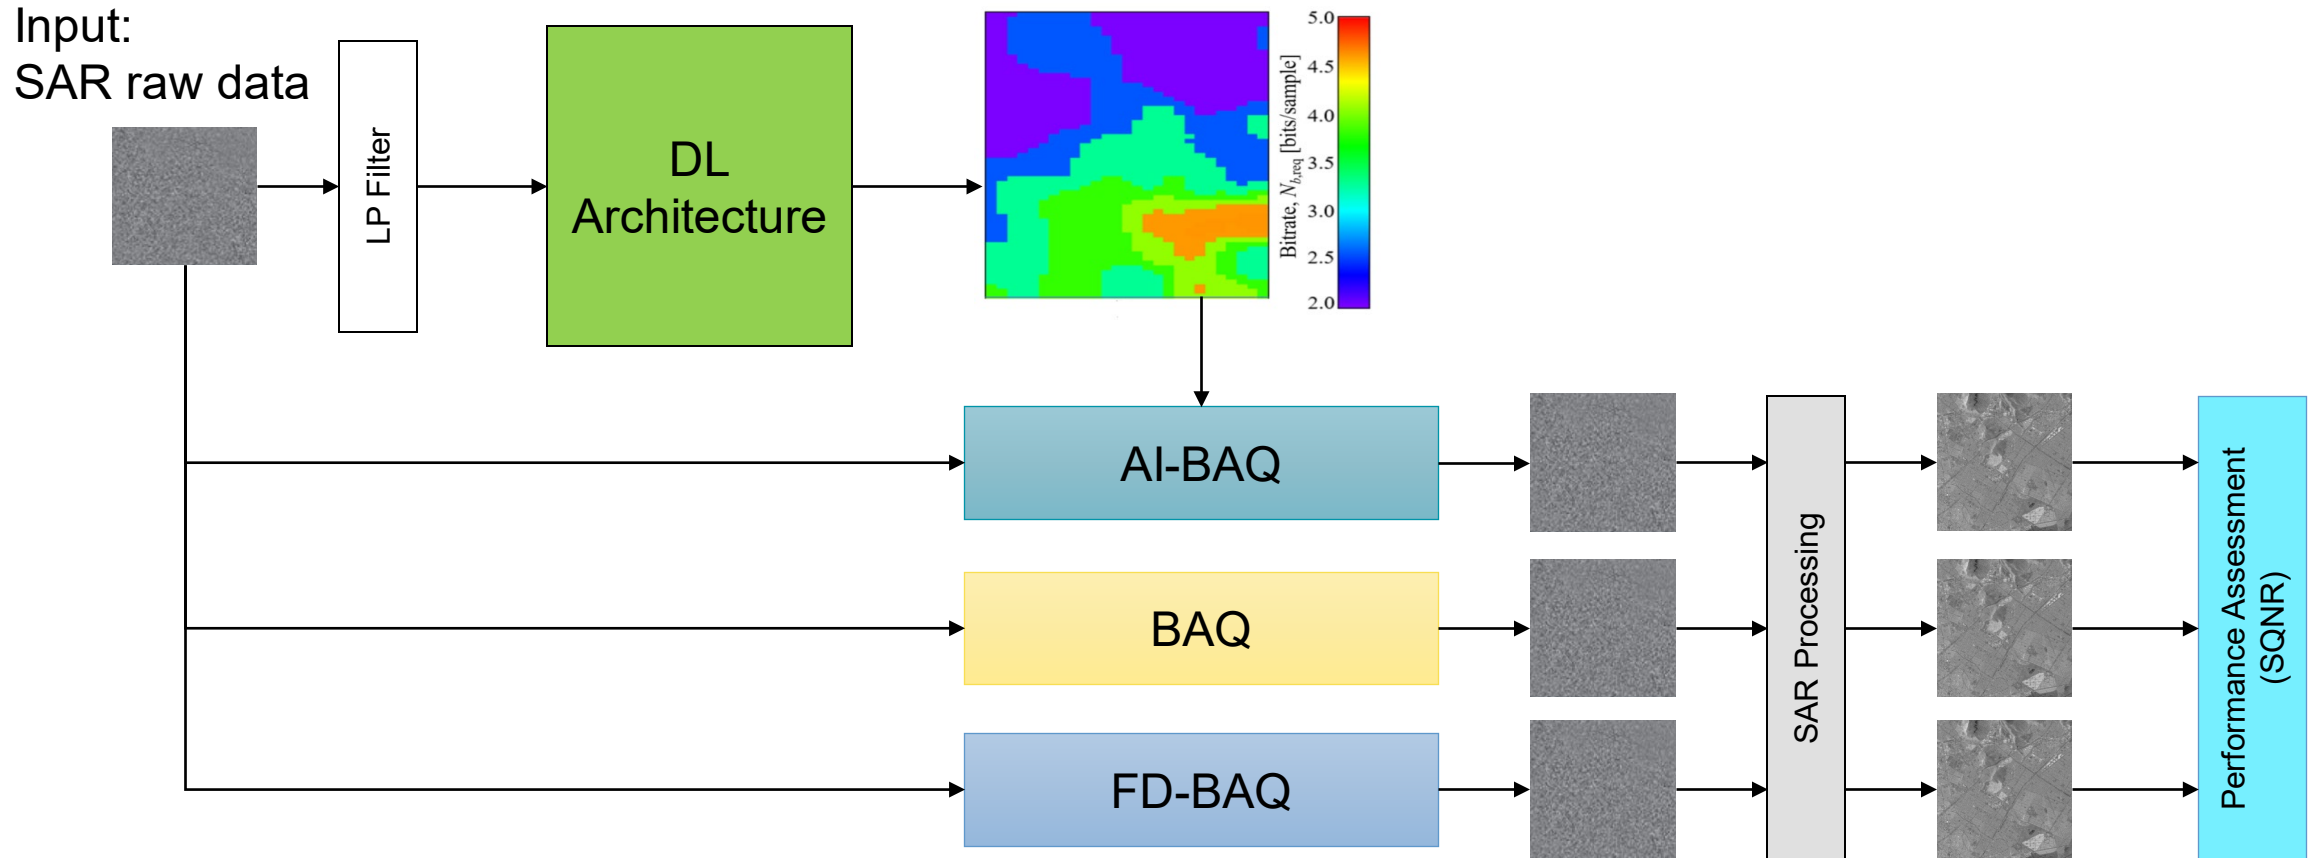 Input:
SAR raw data
LP Filter
DL
Architecture
Bitrate, N_b,req [bits/sample]
5.0
4.5
4.0
3.5
3.0
2.5
2.0
AI-BAQ
BAQ
FD-BAQ
SAR Processing
Performance Assessment
(SQNR)